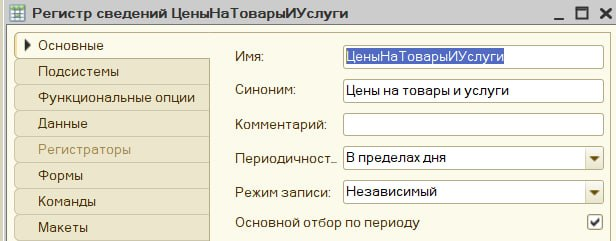 Регистр сведений ЦеныНаТоварыИУслуги
Основные
Подсистемы
Функциональные опции
Данные
Регистраторы
Формы
Команды
Макеты
Имя: ЦеныНаТоварыИУслуги
Синоним: Цены на товары и услуги
Комментарий:
Периодичност... В пределах дня
Режим записи: Независимый
Основной отбор по периоду